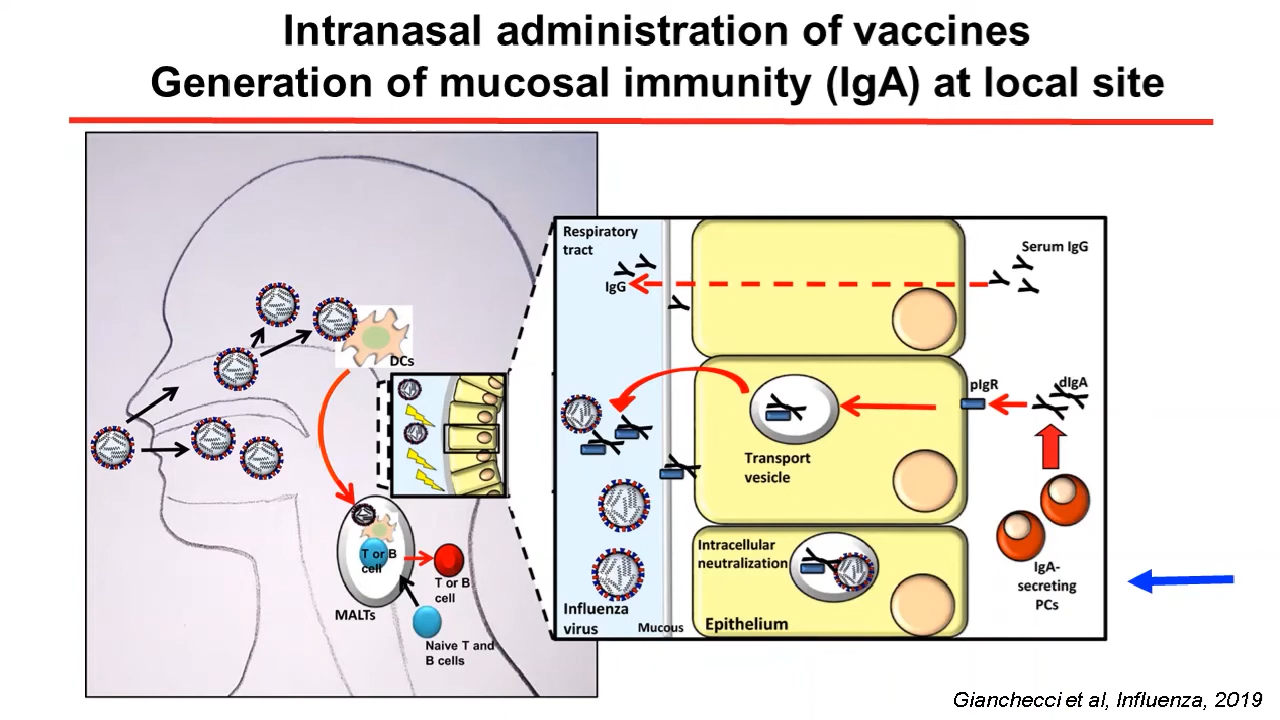 Intranasal administration of vaccines
Generation of mucosal immunity (IgA) at local site
DCs
T or B
cell
T or B
cell
MALTs
Naive T and
B cells
Respiratory
tract
IgG
Serum IgG
pIgR
dIgA
Transport
vesicle
Intracellular
neutralization
IgA-
secreting
PCs
Influenza
virus
Mucous
Epithelium
Gianchecci et al, Influenza, 2019